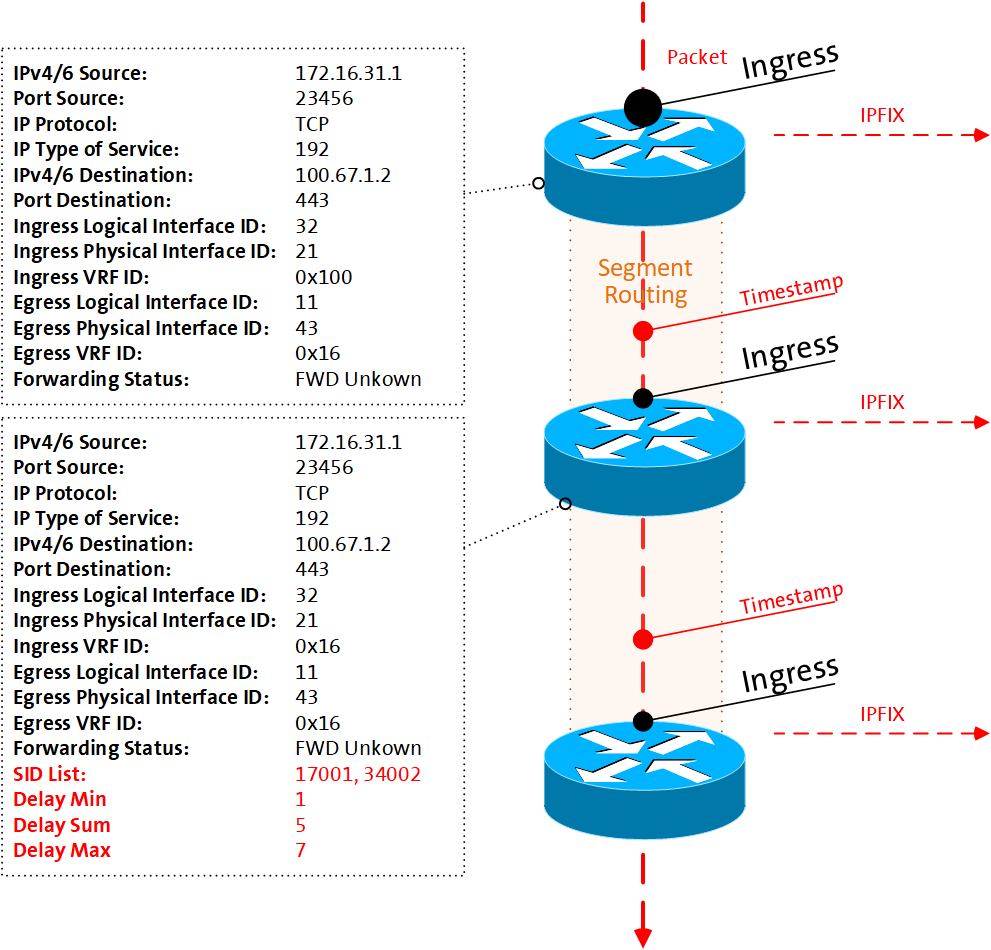 Packet
Ingress
IPFIX
IPv4/6 Source: 172.16.31.1
Port Source: 23456
IP Protocol: TCP
IP Type of Service: 192
IPv4/6 Destination: 100.67.1.2
Port Destination: 443
Ingress Logical Interface ID: 32
Ingress Physical Interface ID: 21
Ingress VRF ID: 0x100
Egress Logical Interface ID: 11
Egress Physical Interface ID: 43
Egress VRF ID: 0x16
Forwarding Status: FWD Unkown
Segment
Routing
Timestamp
Ingress
IPFIX
IPv4/6 Source: 172.16.31.1
Port Source: 23456
IP Protocol: TCP
IP Type of Service: 192
IPv4/6 Destination: 100.67.1.2
Port Destination: 443
Ingress Logical Interface ID: 32
Ingress Physical Interface ID: 21
Ingress VRF ID: 0x16
Egress Logical Interface ID: 11
Egress Physical Interface ID: 43
Egress VRF ID: 0x16
Forwarding Status: FWD Unkown
SID List: 17001, 34002
Delay Min 1
Delay Sum 5
Delay Max 7
Timestamp
Ingress
IPFIX